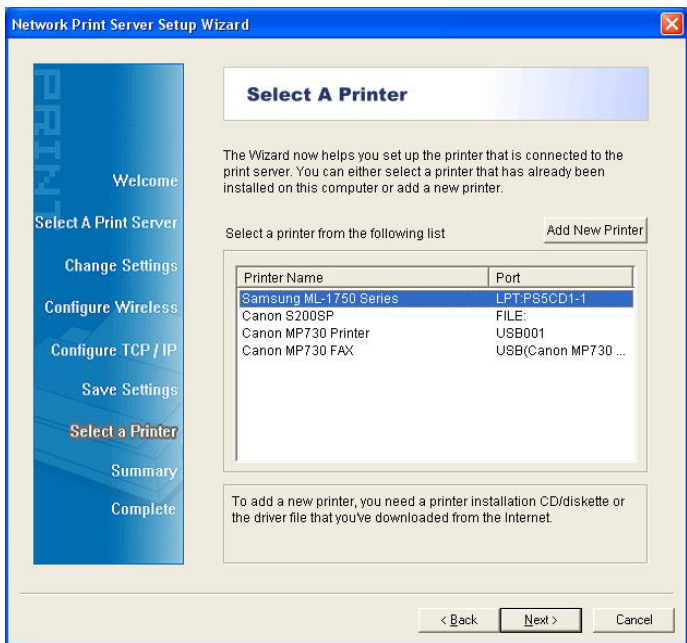 Network Print Server Setup Wizard
PRINT
Welcome
Select A Print Server
Change Settings
Configure Wireless
Configure TCP / IP
Save Settings
Select a Printer
Summary
Complete
Select A Printer
The Wizard now helps you set up the printer that is connected to the
print server. You can either select a printer that has already been
installed on this computer or add a new printer.
Select a printer from the following list
Add New Printer
Printer Name Port
Samsung ML-1750 Series LPT:PS5CD1-1
Canon S200SP FILE:
Canon MP730 Printer USB001
Canon MP730 FAX USB(Canon MP730 ...
To add a new printer, you need a printer installation CD/diskette or
the driver file that you've downloaded from the Internet.
< Back Next > Cancel